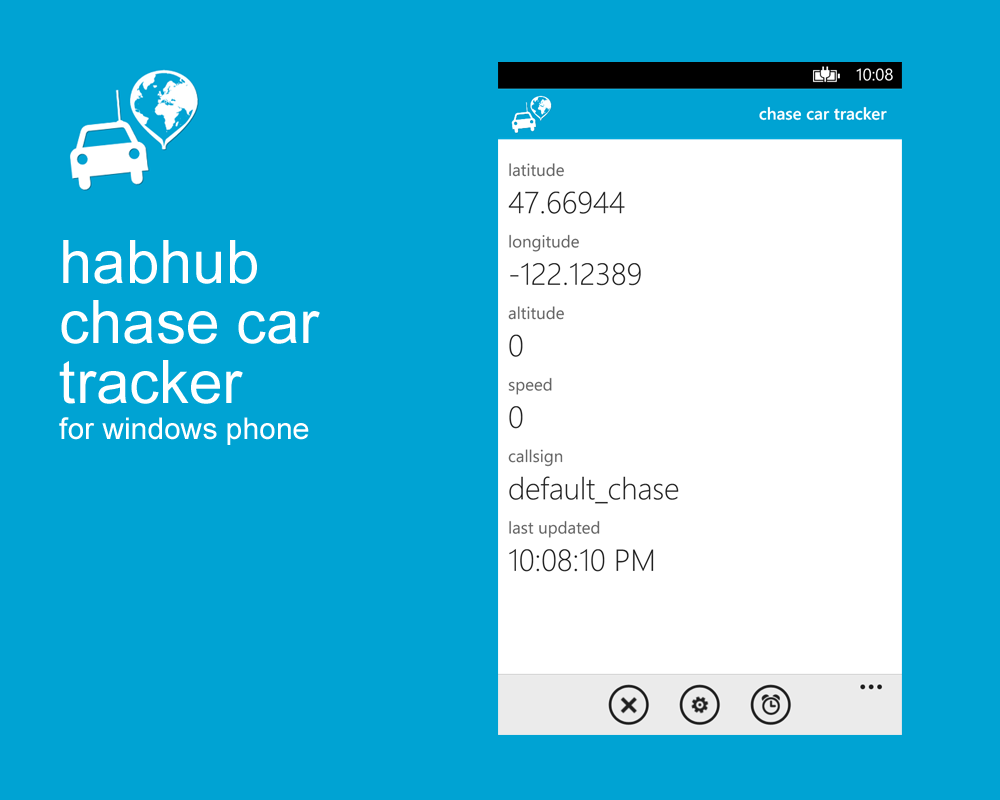 habhub
chase car
tracker
for windows phone
10:08
chase car tracker
latitude
47.66944
longitude
-122.12389
altitude
0
speed
0
callsign
default_chase
last updated
10:08:10 PM